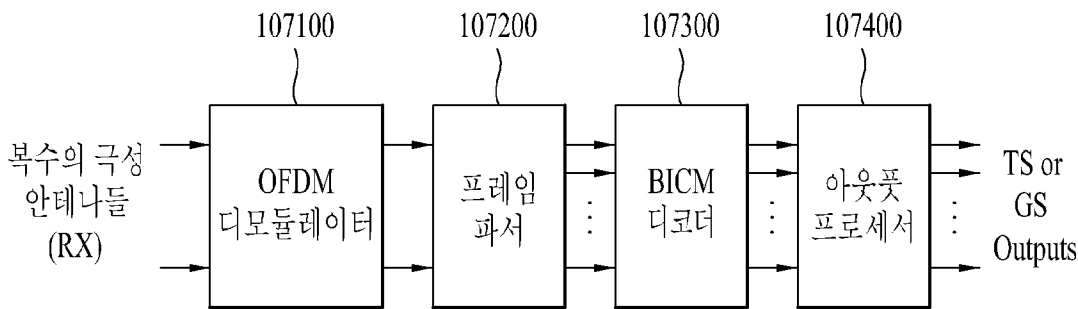 107100
107200
107300
107400
복수의 극성
안테나들
(RX)
OFDM
디모듈레이터
프레임
파서
BICM
디코더
아웃풋
프로세서
TS or
GS
Outputs